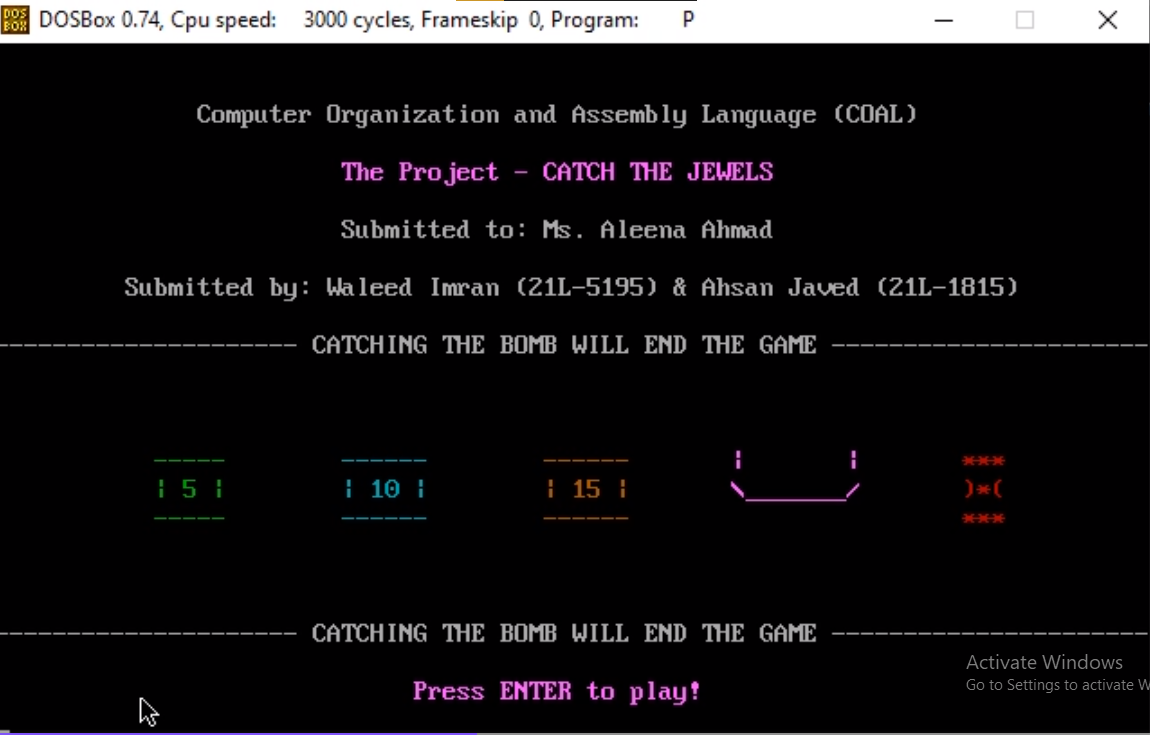 DOS BOX DOSBox 0.74, Cpu speed: 3000 cycles, Frameskip 0, Program: P
Computer Organization and Assembly Language (COAL)
The Project - CATCH THE JEWELS
Submitted to: Ms. Aleena Ahmad
Submitted by: Waleed Imran (21L-5195) & Ahsan Javed (21L-1815)
--------------------- CATCHING THE BOMB WILL END THE GAME ----------------------
----- ------ ------ | | ***
| 5 | | 10 | | 15 | \_______/ )*(
----- ------ ------ ***
--------------------- CATCHING THE BOMB WILL END THE GAME ----------------------
Activate Windows
Go to Settings to activate W
Press ENTER to play!